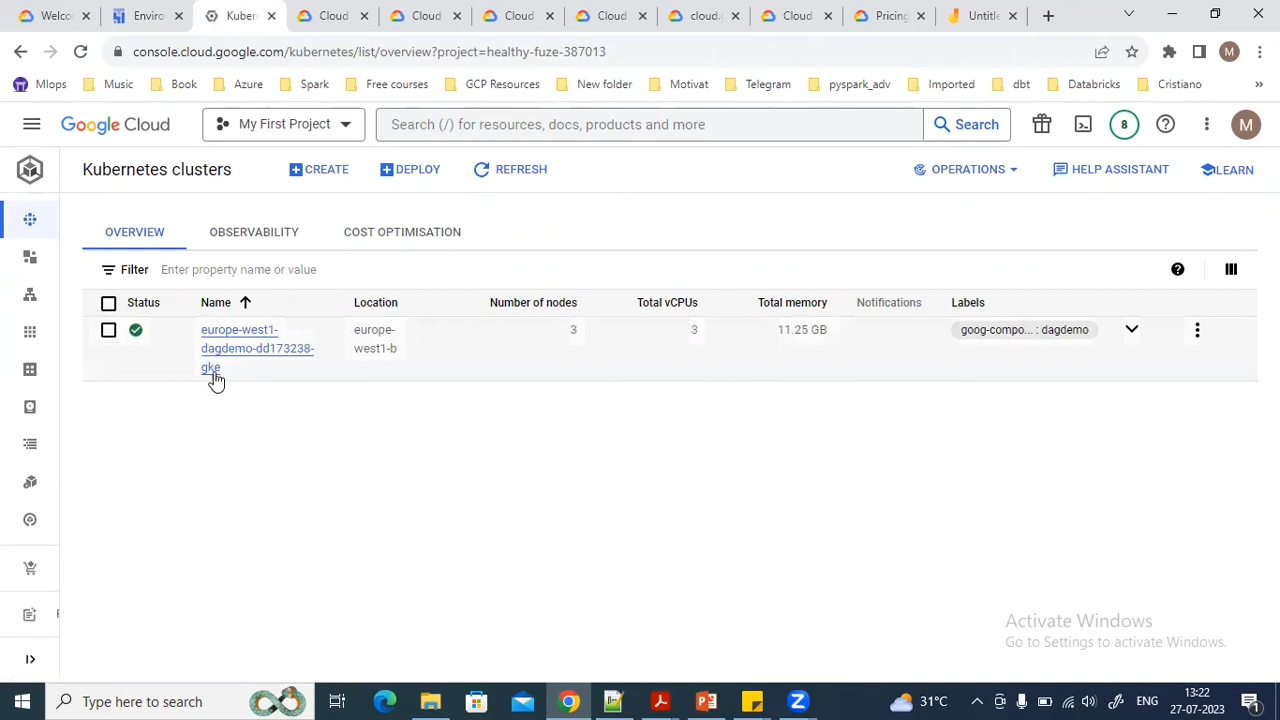 Welco
Enviro
Kuber
Cloud
Cloud
Cloud
Cloud
cloud.g
Cloud
Pricing
Untitle
console.cloud.google.com/kubernetes/list/overview?project=healthy-fuze-387013
M
Mlops
Music
Book
Azure
Spark
Free courses
GCP Resources
New folder
Motivat
Telegram
pyspark_adv
Imported
dbt
Databricks
Cristiano
»
Google Cloud
My First Project
Search (/) for resources, docs, products and more
Search
8
M
Kubernetes clusters
CREATE
DEPLOY
REFRESH
OPERATIONS
HELP ASSISTANT
LEARN
OVERVIEW
OBSERVABILITY
COST OPTIMISATION
Filter
Enter property name or value
Status
Name
Location
Number of nodes
Total vCPUs
Total memory
Notifications
Labels
europe-west1-
dagdemo-dd173238-
gke
europe-
west1-b
3
3
11.25 GB
goog-compo... : dagdemo
Activate Windows
Go to Settings to activate Windows.
Type here to search
31°C
ENG
13:22
27-07-2023
1